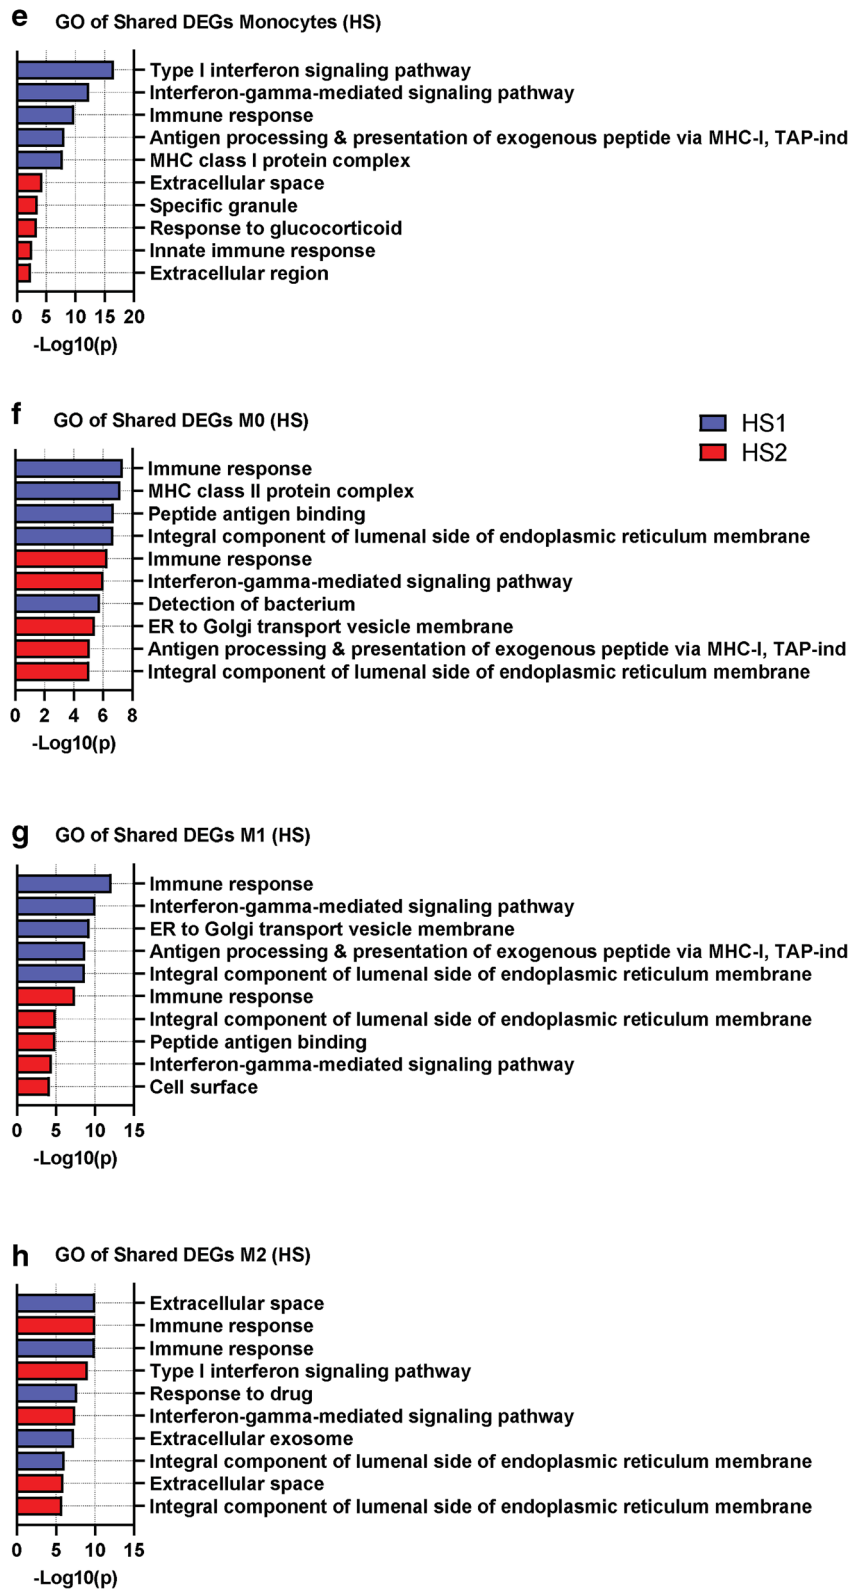 e GO of Shared DEGs Monocytes (HS)
Type I interferon signaling pathway
Interferon-gamma-mediated signaling pathway
Immune response
Antigen processing & presentation of exogenous peptide via MHC-I, TAP-ind
MHC class I protein complex
Extracellular space
Specific granule
Response to glucocorticoid
Innate immune response
Extracellular region
0 5 10 15 20
-Log10(p)
f GO of Shared DEGs M0 (HS)
HS1
HS2
Immune response
MHC class II protein complex
Peptide antigen binding
Integral component of lumenal side of endoplasmic reticulum membrane
Immune response
Interferon-gamma-mediated signaling pathway
Detection of bacterium
ER to Golgi transport vesicle membrane
Antigen processing & presentation of exogenous peptide via MHC-I, TAP-ind
Integral component of lumenal side of endoplasmic reticulum membrane
0 2 4 6 8
-Log10(p)
g GO of Shared DEGs M1 (HS)
Immune response
Interferon-gamma-mediated signaling pathway
ER to Golgi transport vesicle membrane
Antigen processing & presentation of exogenous peptide via MHC-I, TAP-ind
Integral component of lumenal side of endoplasmic reticulum membrane
Immune response
Integral component of lumenal side of endoplasmic reticulum membrane
Peptide antigen binding
Interferon-gamma-mediated signaling pathway
Cell surface
0 5 10 15
-Log10(p)
h GO of Shared DEGs M2 (HS)
Extracellular space
Immune response
Immune response
Type I interferon signaling pathway
Response to drug
Interferon-gamma-mediated signaling pathway
Extracellular exosome
Integral component of lumenal side of endoplasmic reticulum membrane
Extracellular space
Integral component of lumenal side of endoplasmic reticulum membrane
0 5 10 15
-Log10(p)